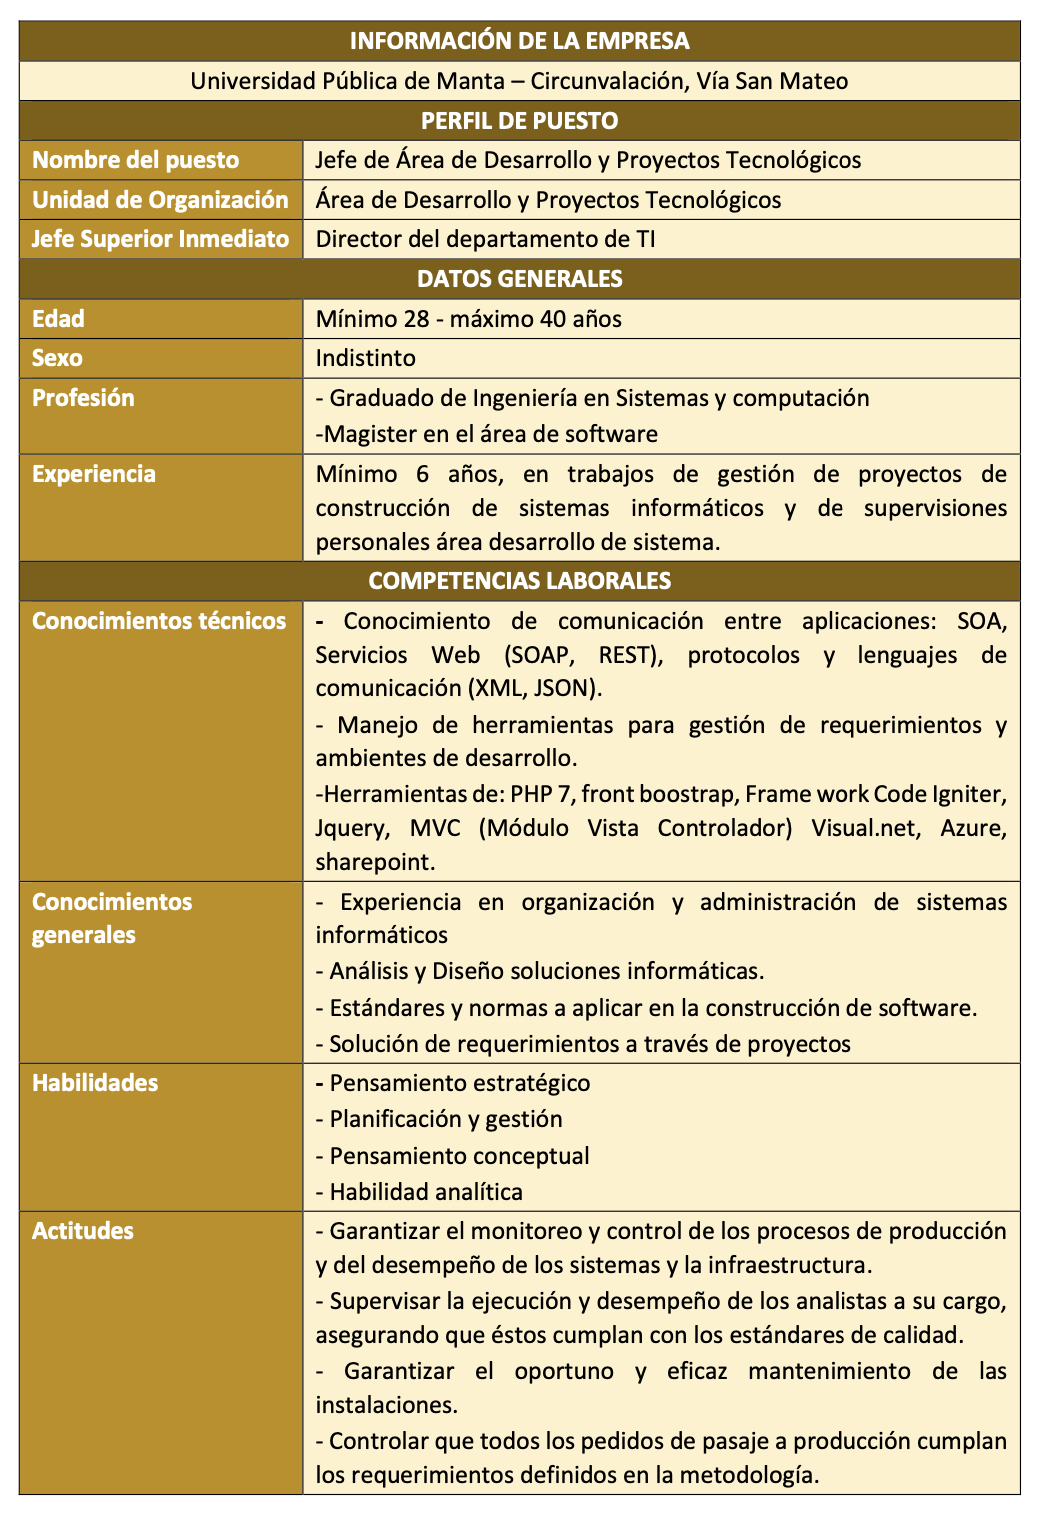 INFORMACIÓN DE LA EMPRESA
Universidad Pública de Manta – Circunvalación, Vía San Mateo
PERFIL DE PUESTO
Nombre del puesto
Jefe de Área de Desarrollo y Proyectos Tecnológicos
Unidad de Organización
Área de Desarrollo y Proyectos Tecnológicos
Jefe Superior Inmediato
Director del departamento de TI
DATOS GENERALES
Edad
Mínimo 28 - máximo 40 años
Sexo
Indistinto
Profesión
- Graduado de Ingeniería en Sistemas y computación
-Magister en el área de software
Experiencia
Mínimo 6 años, en trabajos de gestión de proyectos de
construcción de sistemas informáticos y de supervisiones
personales área desarrollo de sistema.
COMPETENCIAS LABORALES
Conocimientos técnicos
- Conocimiento de comunicación entre aplicaciones: SOA,
Servicios Web (SOAP, REST), protocolos y lenguajes de
comunicación (XML, JSON).
- Manejo de herramientas para gestión de requerimientos y
ambientes de desarrollo.
-Herramientas de: PHP 7, front boostrap, Frame work Code Igniter,
Jquery, MVC (Módulo Vista Controlador) Visual.net, Azure,
sharepoint.
Conocimientos
generales
- Experiencia en organización y administración de sistemas
informáticos
- Análisis y Diseño soluciones informáticas.
- Estándares y normas a aplicar en la construcción de software.
- Solución de requerimientos a través de proyectos
Habilidades
- Pensamiento estratégico
- Planificación y gestión
- Pensamiento conceptual
- Habilidad analítica
Actitudes
- Garantizar el monitoreo y control de los procesos de producción
y del desempeño de los sistemas y la infraestructura.
- Supervisar la ejecución y desempeño de los analistas a su cargo,
asegurando que éstos cumplan con los estándares de calidad.
- Garantizar el oportuno y eficaz mantenimiento de las
instalaciones.
- Controlar que todos los pedidos de pasaje a producción cumplan
los requerimientos definidos en la metodología.